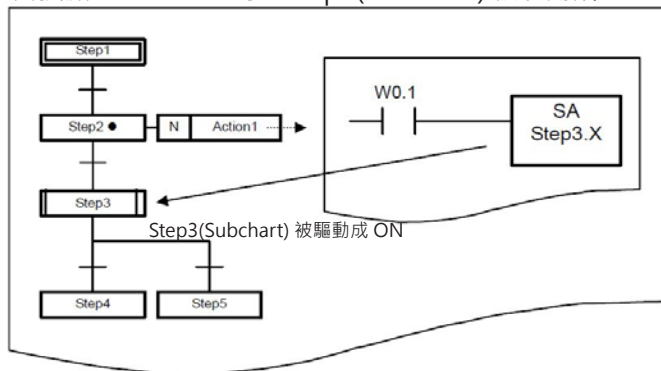 Step1
Step2
N
Action1
Step3
Step3(Subchart) 被驅動成 ON
Step4
Step5
W0.1
SA
Step3.X